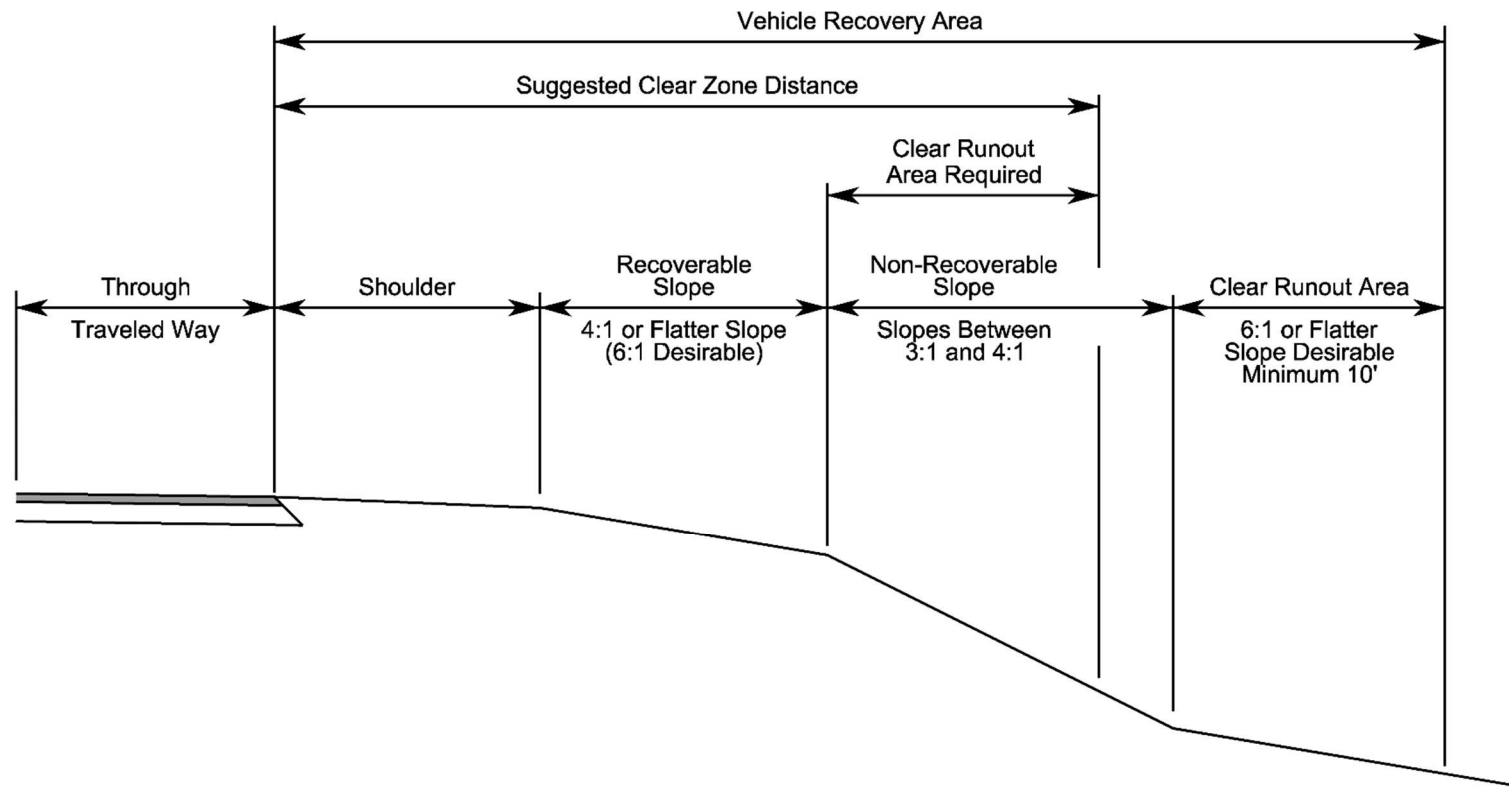 Vehicle Recovery Area
Suggested Clear Zone Distance
Clear Runout
Area Required
Through
Traveled Way
Shoulder
Recoverable
Slope
4:1 or Flatter Slope
(6:1 Desirable)
Non-Recoverable
Slope
Slopes Between
3:1 and 4:1
Clear Runout Area
6:1 or Flatter
Slope Desirable
Minimum 10'